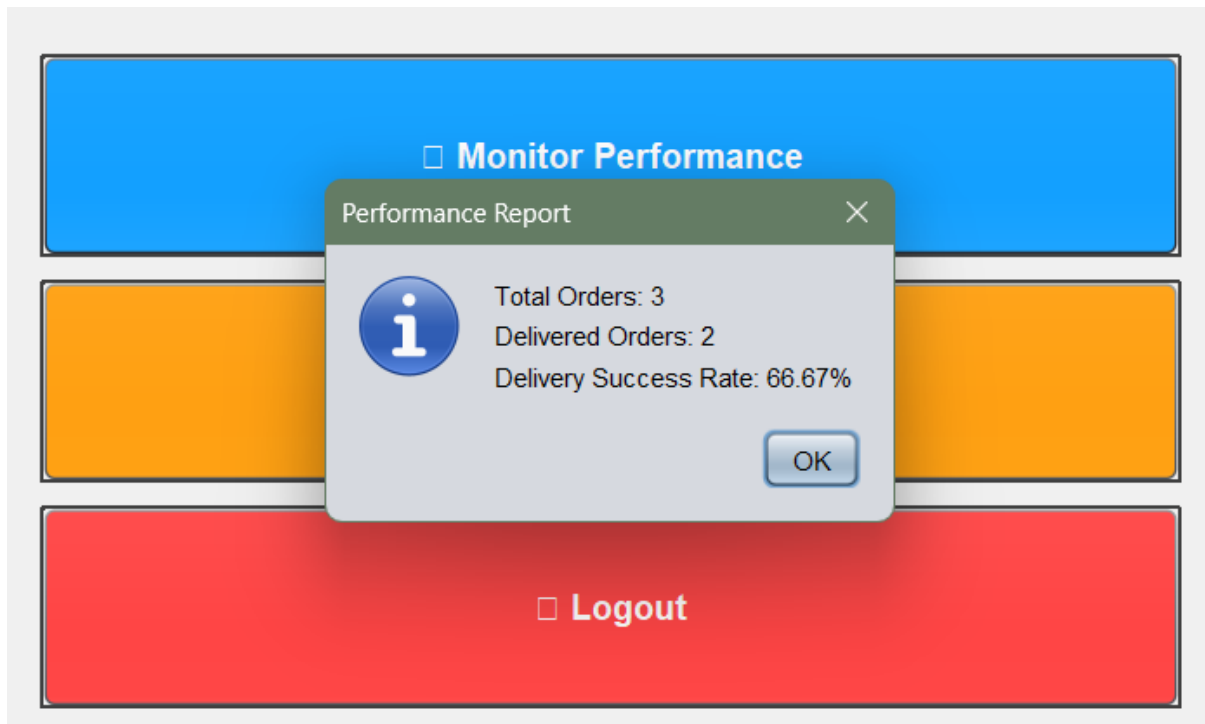 □ Monitor Performance
Performance Report
Total Orders: 3
Delivered Orders: 2
Delivery Success Rate: 66.67%
OK
□ Logout